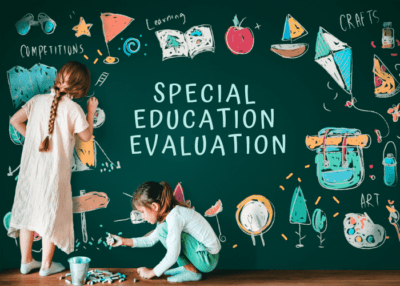 COMPETITIONS
Learning
CRAFTS
SPECIAL
EDUCATION
EVALUATION
ART